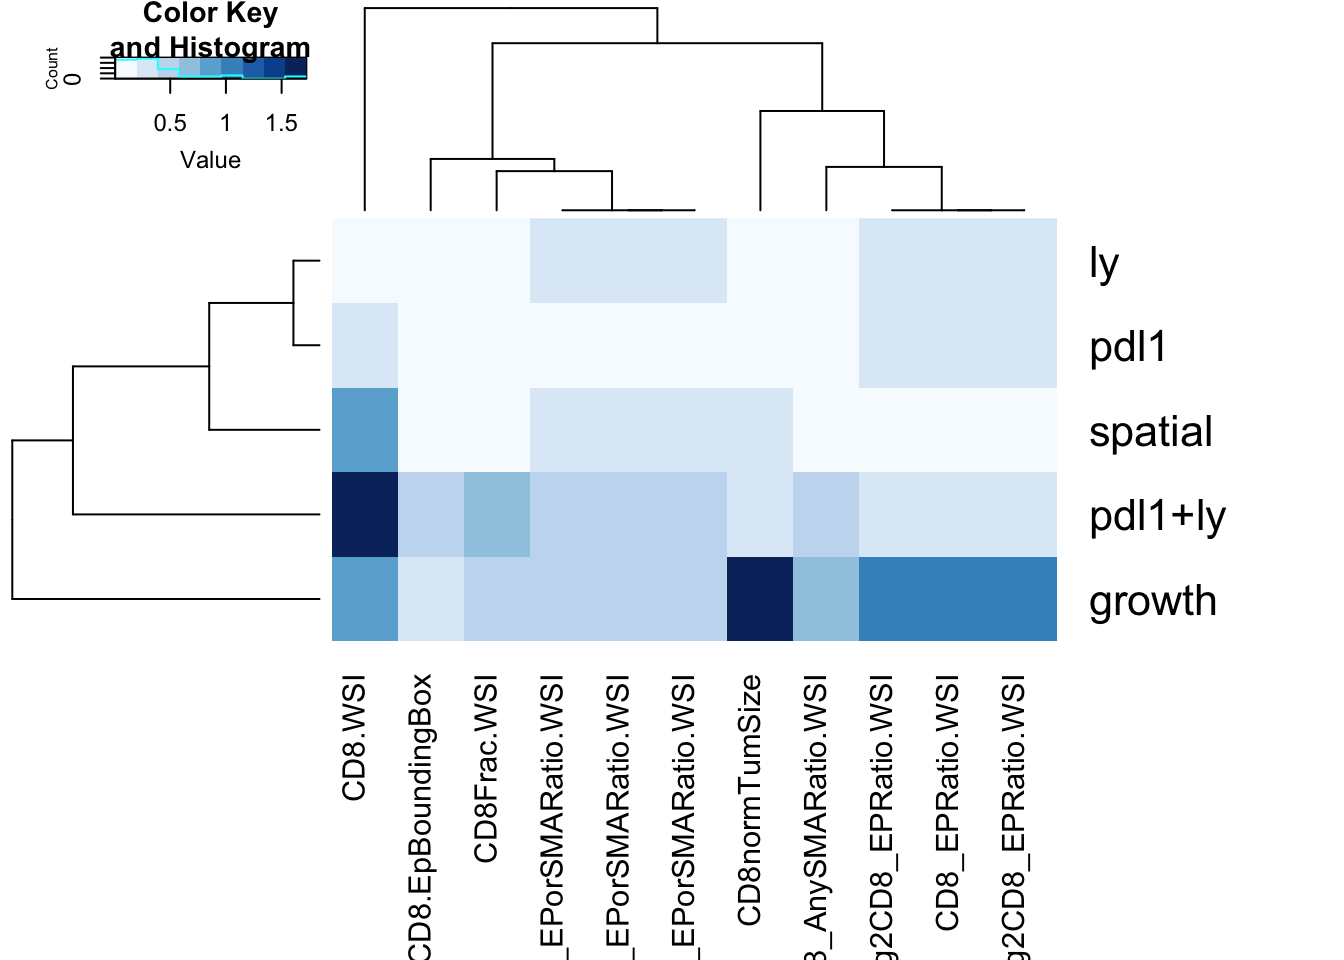 Color Key
and Histogram
Count
0
0.5 1 1.5
Value
ly
pdl1
spatial
pdl1+ly
growth
CD8.WSI
CD8.EpBoundingBox
CD8Frac.WSI
_EPorSMARatio.WSI
_EPorSMARatio.WSI
_EPorSMARatio.WSI
CD8normTumSize
_AnySMARatio.WSI
g2CD8_EPRatio.WSI
CD8_EPRatio.WSI
g2CD8_EPRatio.WSI